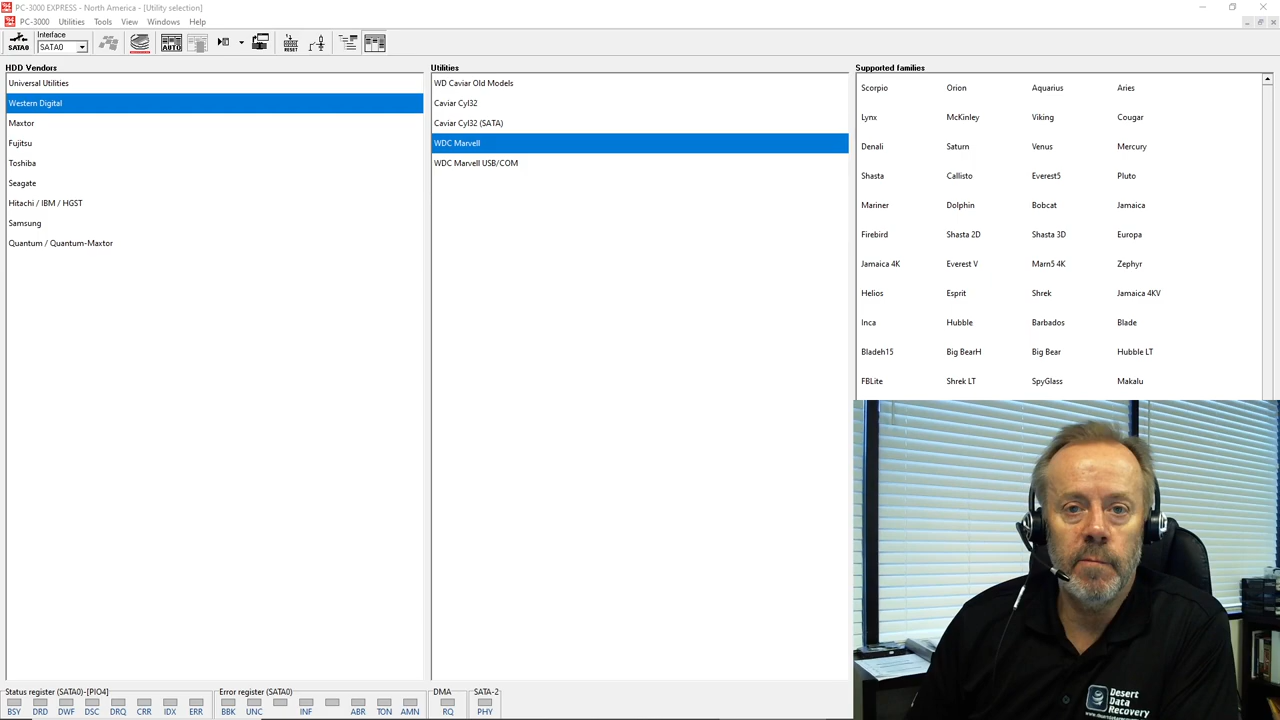 PC-3000 EXPRESS - North America - [Utility selection]
PC-3000 Utilities Tools View Windows Help
SATA0
Interface
SATA0
AUTO
RESET
HDD Vendors
Universal Utilities
Western Digital
Maxtor
Fujitsu
Toshiba
Seagate
Hitachi / IBM / HGST
Samsung
Quantum / Quantum-Maxtor
Utilities
WD Caviar Old Models
Caviar Cyl32
Caviar Cyl32 (SATA)
WDC Marvell
WDC Marvell USB/COM
Supported families
Scorpio Orion Aquarius Aries
Lynx McKinley Viking Cougar
Denali Saturn Venus Mercury
Shasta Callisto Everest5 Pluto
Mariner Dolphin Bobcat Jamaica
Firebird Shasta 2D Shasta 3D Europa
Jamaica 4K Everest V Marn5 4K Zephyr
Helios Esprit Shrek Jamaica 4KV
Inca Hubble Barbados Blade
Bladeh15 Big BearH Big Bear Hubble LT
FBLite Shrek LT SpyGlass Makalu
Status register (SATA0)-[PIO4]
BSY DRD DWF DSC DRQ CRR IDX ERR
Error register (SATA0)
BBK UNC INF ABR TON AMN
DMA
RQ
SATA-2
PHY
Desert
Data
Recovery